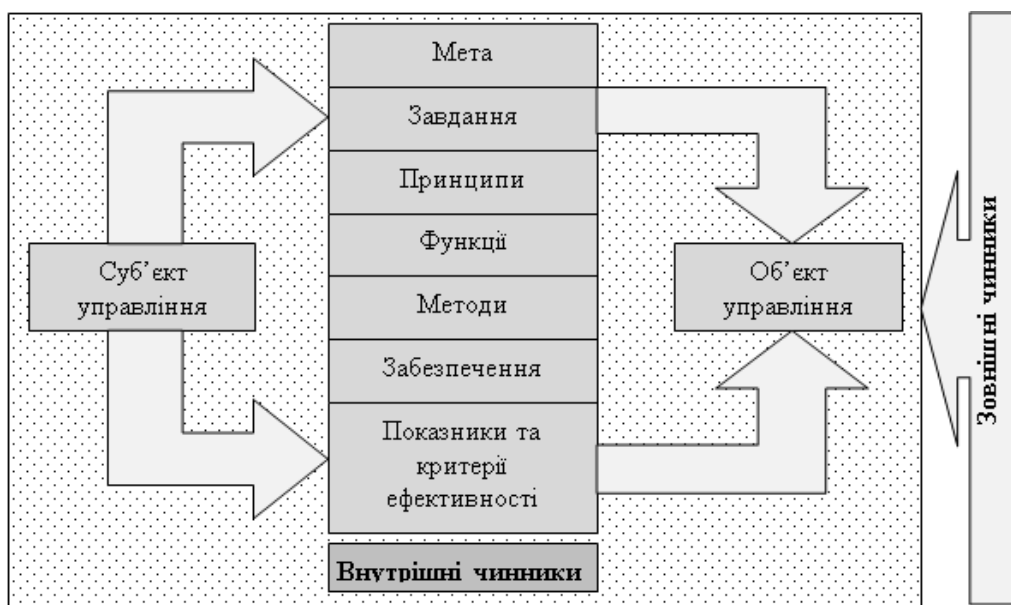 Мета
Завдання
Принципи
Функції
Методи
Забезпечення
Показники та
критерії
ефективності
Внутрішні чинники
Суб’єкт
управління
Об’єкт
управління
Зовнішні чинники